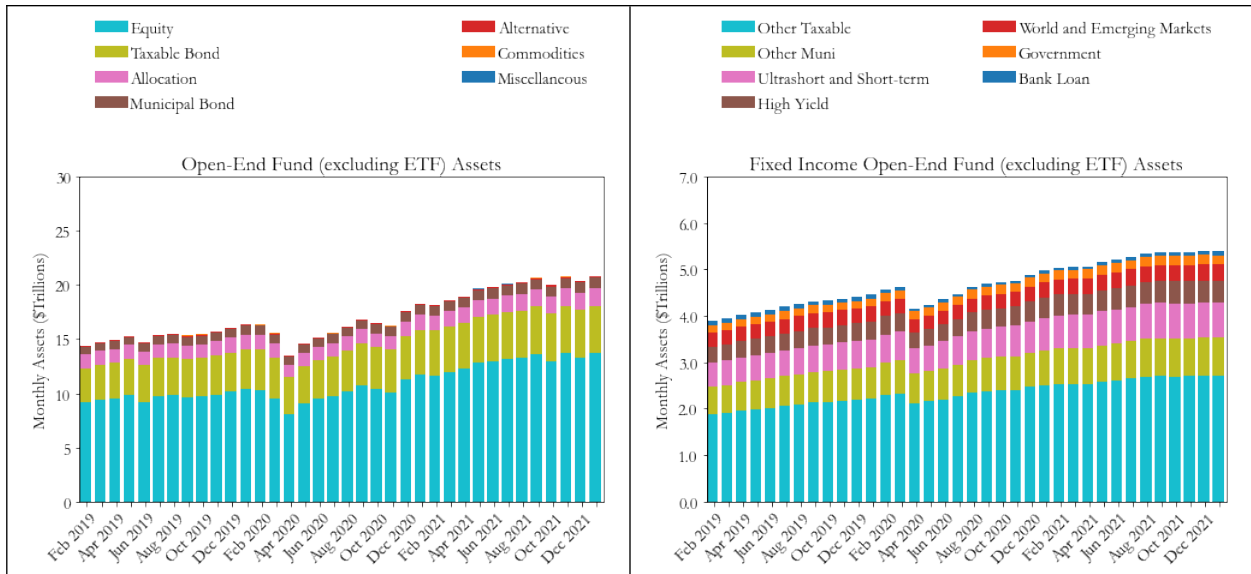 Equity
Taxable Bond
Allocation
Municipal Bond
Alternative
Commodities
Miscellaneous
Open-End Fund (excluding ETF) Assets
Monthly Assets ($Trillions)
30
25
20
15
10
5
0
Feb 2019
Apr 2019
Jun 2019
Aug 2019
Oct 2019
Dec 2019
Feb 2020
Apr 2020
Jun 2020
Aug 2020
Oct 2020
Dec 2020
Feb 2021
Apr 2021
Jun 2021
Aug 2021
Oct 2021
Dec 2021
Other Taxable
Other Muni
Ultrashort and Short-term
High Yield
World and Emerging Markets
Government
Bank Loan
Fixed Income Open-End Fund (excluding ETF) Assets
Monthly Assets ($Trillions)
7.0
6.0
5.0
4.0
3.0
2.0
1.0
0.0
Feb 2019
Apr 2019
Jun 2019
Aug 2019
Oct 2019
Dec 2019
Feb 2020
Apr 2020
Jun 2020
Aug 2020
Oct 2020
Dec 2020
Feb 2021
Apr 2021
Jun 2021
Aug 2021
Oct 2021
Dec 2021